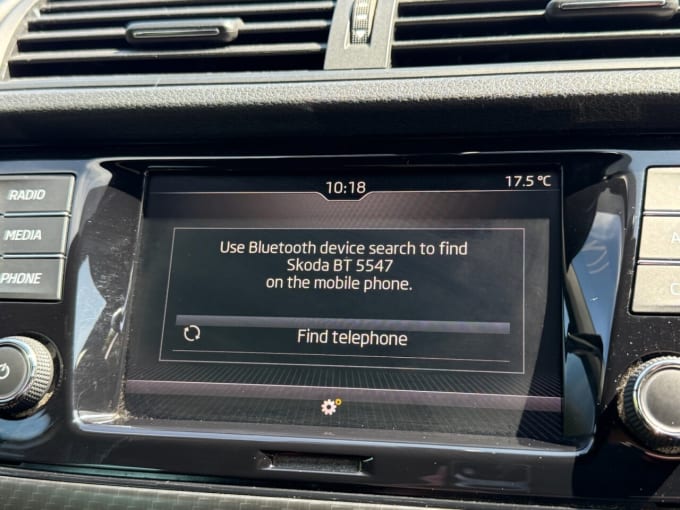 10:18
17.5 °C
RADIO
MEDIA
PHONE
Use Bluetooth device search to find
Skoda BT 5547
on the mobile phone.
Find telephone